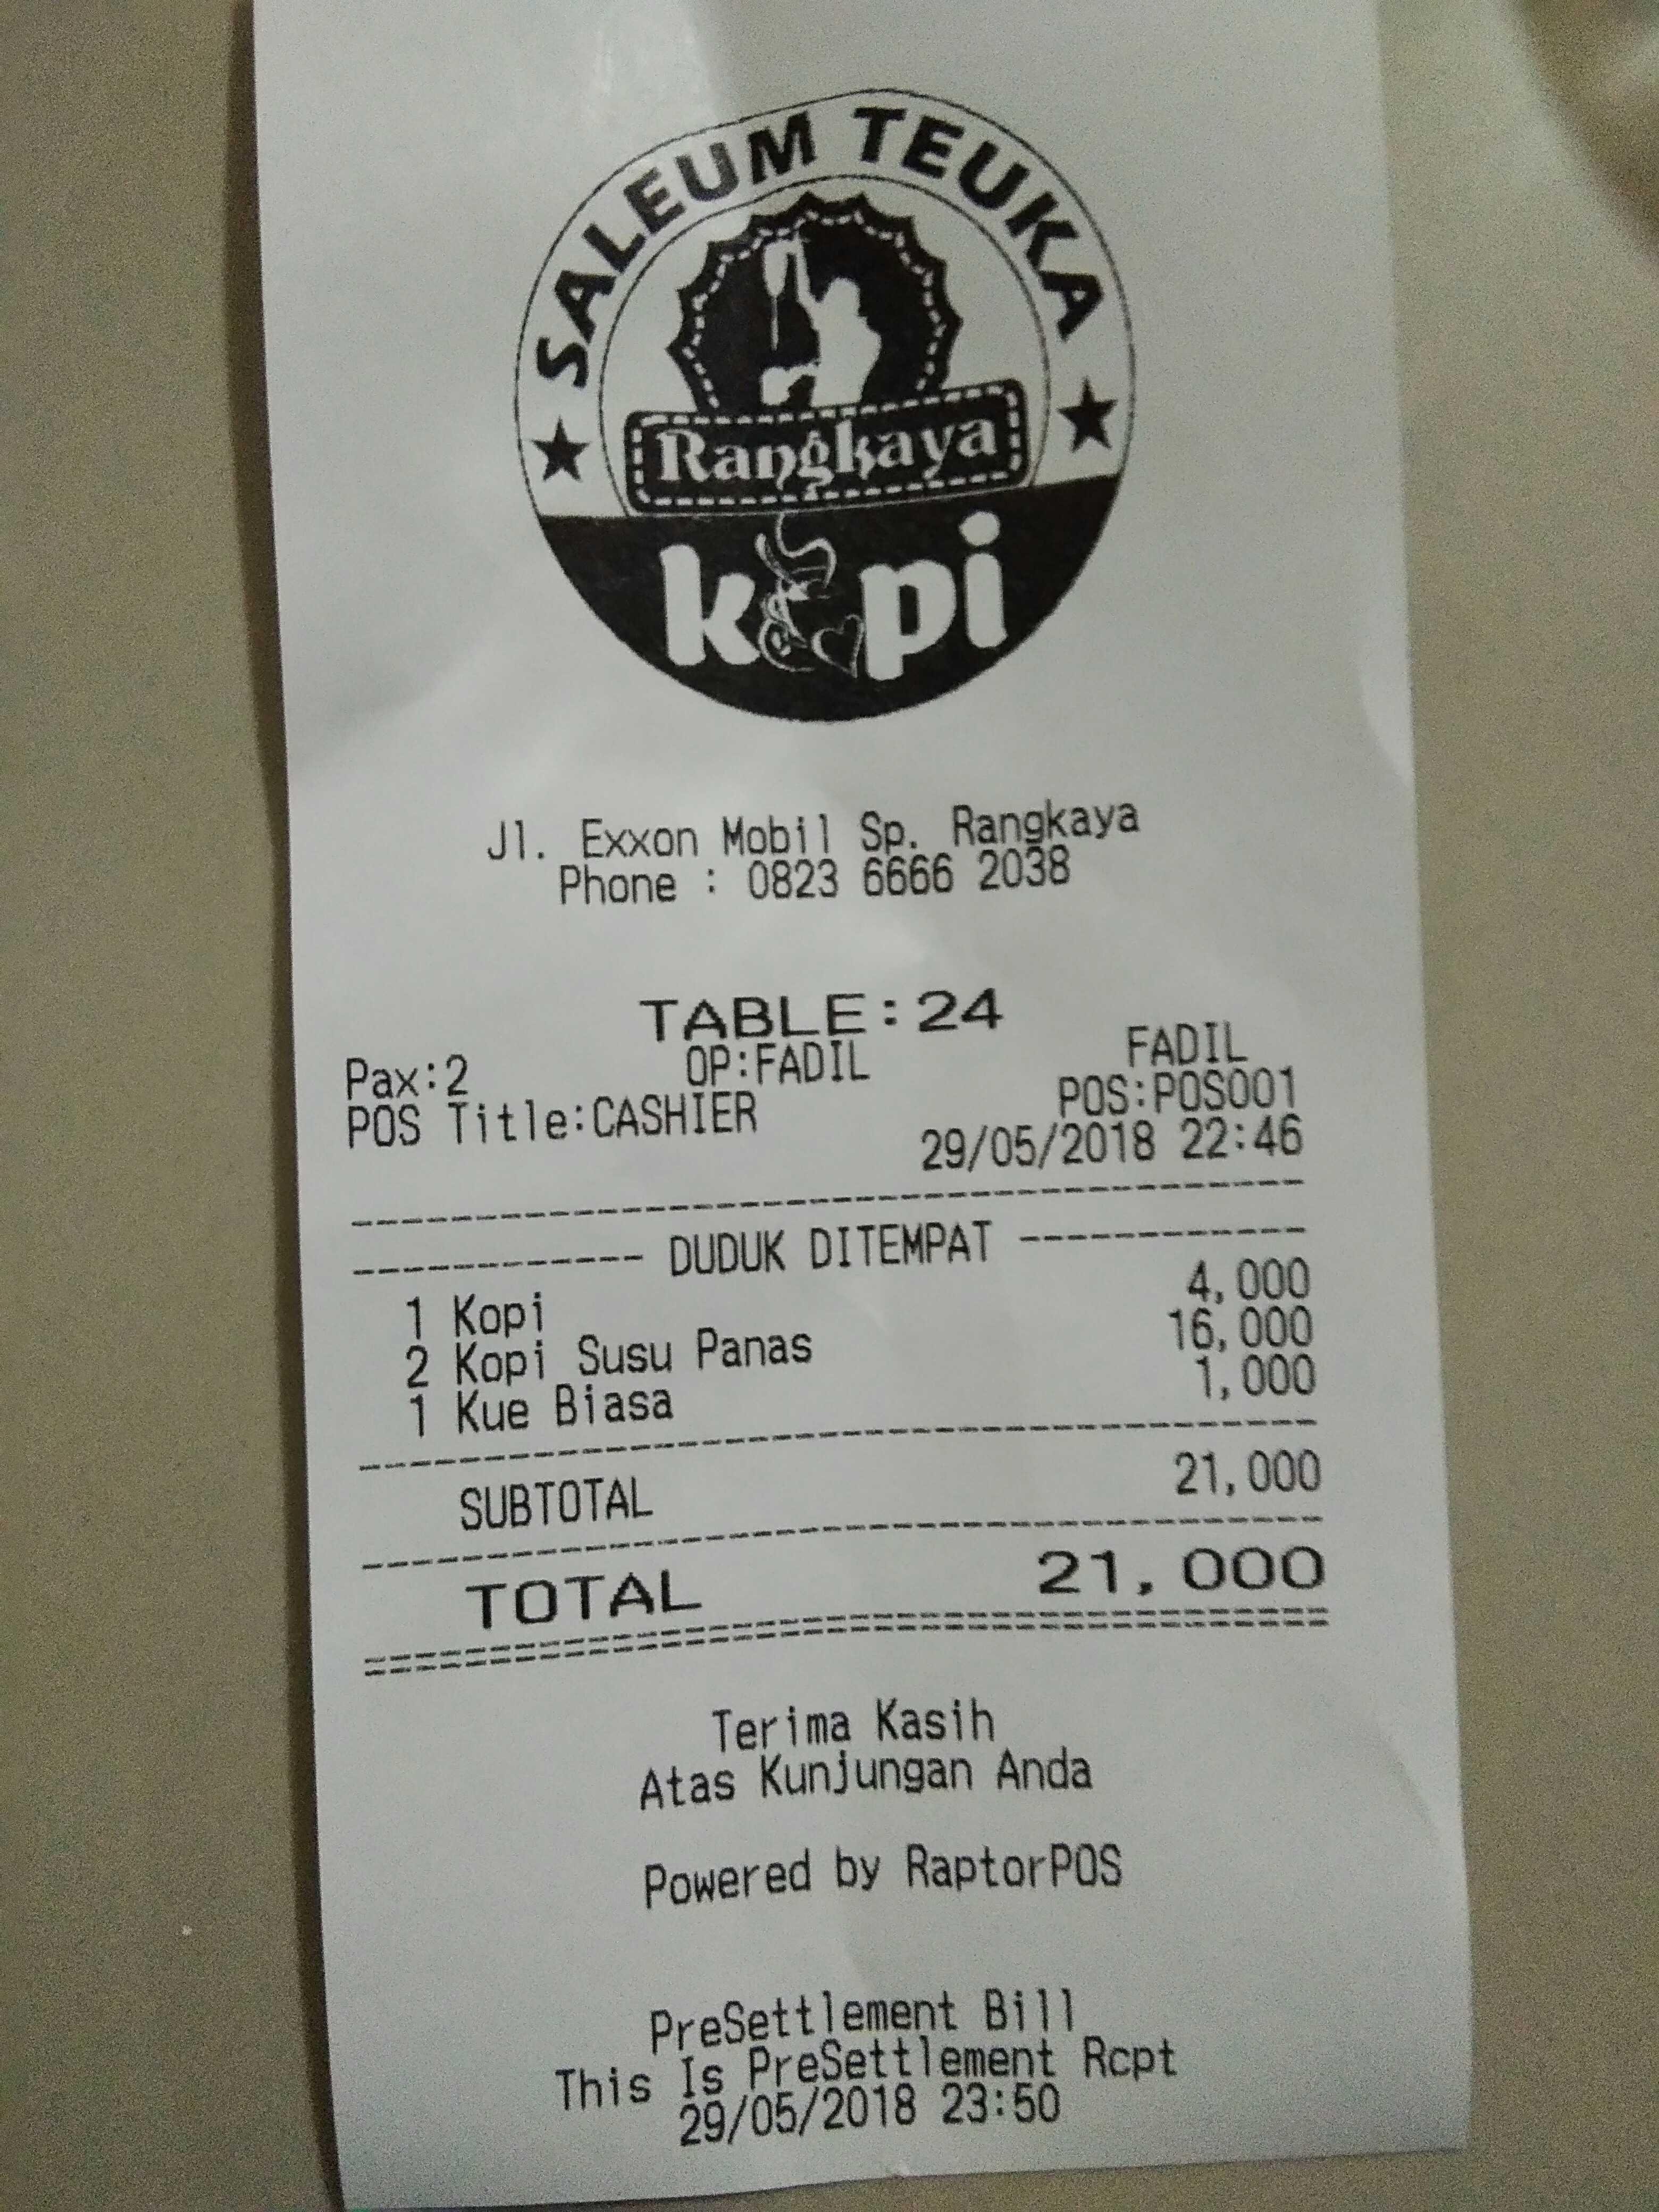 SALEUM TEUKA
Rangkaya
kopi
Jl. Exxon Mobil Sp. Rangkaya
Phone : 0823 6666 2038
TABLE:24
Pax:2 OP:FADIL FADIL
POS Title:CASHIER POS:POS001
29/05/2018 22:46
DUDUK DITEMPAT
1 Kopi 4,000
2 Kopi Susu Panas 16,000
1 Kue Biasa 1,000
SUBTOTAL 21,000
TOTAL 21,000
Terima Kasih
Atas Kunjungan Anda
Powered by RaptorPOS
PreSettlement Bill
This Is PreSettlement Rcpt
29/05/2018 23:50